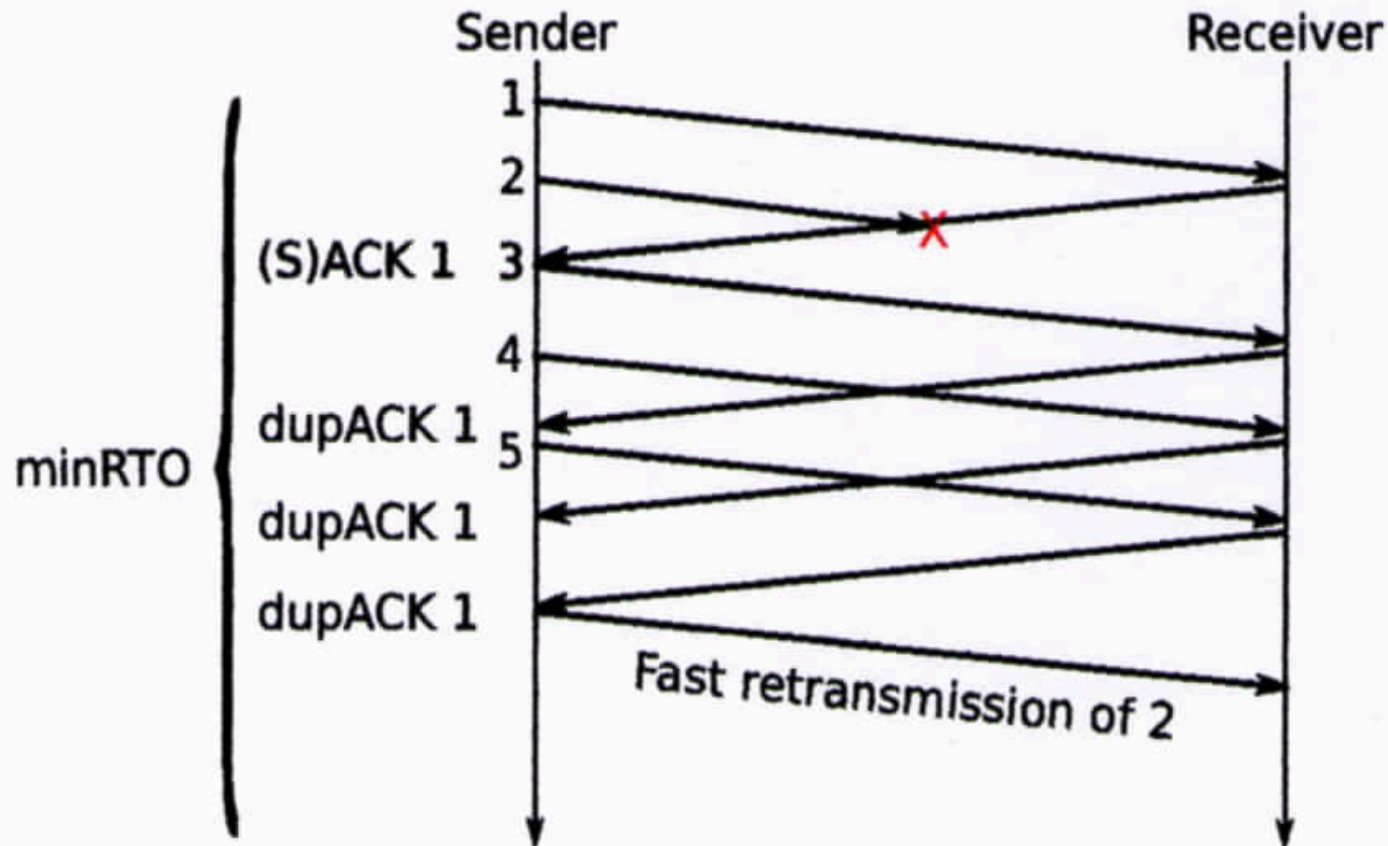 Sender
Receiver
1
2
X
(S)ACK 1
3
4
dupACK 1
5
minRTO
dupACK 1
dupACK 1
Fast retransmission of 2